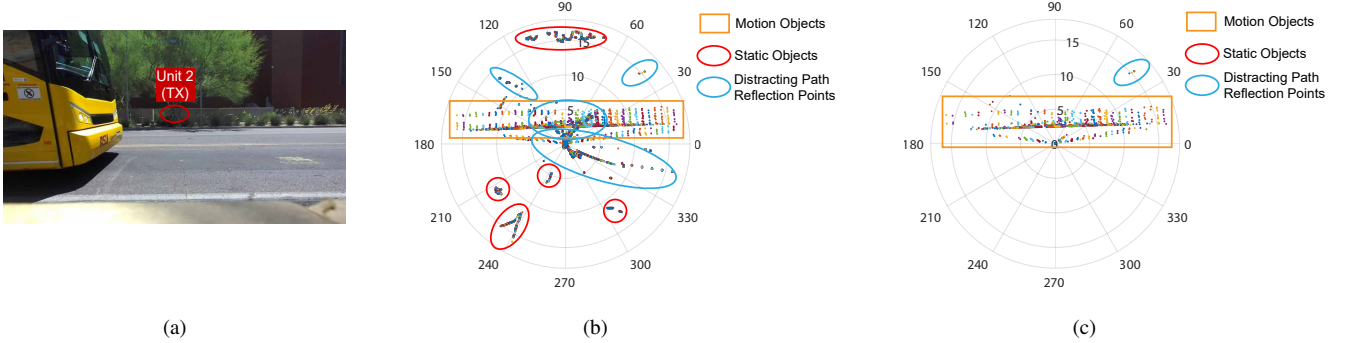 Unit 2
(TX)
ASU
(a)
90
120
60
150
30
15
10
5
180
0
210
330
240
300
270
Motion Objects
Static Objects
Distracting Path
Reflection Points
(b)
90
120
60
150
30
15
10
5
0
180
0
210
330
240
300
270
Motion Objects
Static Objects
Distracting Path
Reflection Points
(c)